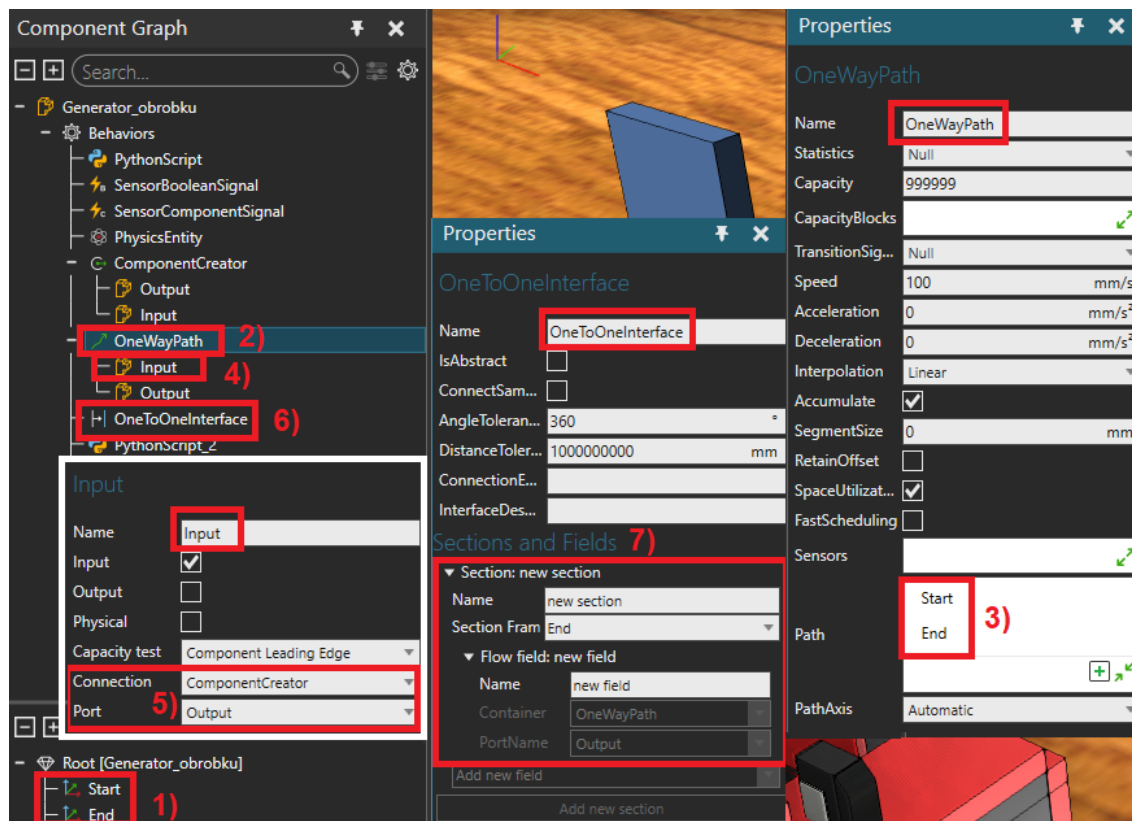 Component Graph
Search...
Generator_obrobku
Behaviors
PythonScript
SensorBooleanSignal
SensorComponentSignal
PhysicsEntity
ComponentCreator
Output
Input
OneWayPath 2)
Input 4)
Output
OneToOneInterface 6)
PythonScript_2
Input
Name Input
Input
Output
Physical
Capacity test Component Leading Edge
Connection ComponentCreator
5)
Port Output
Root [Generator_obrobku]
Start 1)
End
Properties
OneToOneInterface
Name OneToOneInterface
IsAbstract
ConnectSam...
AngleToleran... 360 °
DistanceToler... 1000000000 mm
ConnectionE...
InterfaceDes...
Sections and Fields 7)
Section: new section
Name new section
Section Fram End
Flow field: new field
Name new field
Container OneWayPath
PortName Output
Add new field
Add new section
Properties
OneWayPath
Name OneWayPath
Statistics Null
Capacity 999999
CapacityBlocks
TransitionSig... Null
Speed 100 mm/s
Acceleration 0 mm/s²
Deceleration 0 mm/s²
Interpolation Linear
Accumulate
SegmentSize 0 mm
RetainOffset
SpaceUtilizat...
FastScheduling
Sensors
Start
3)
Path End
PathAxis Automatic